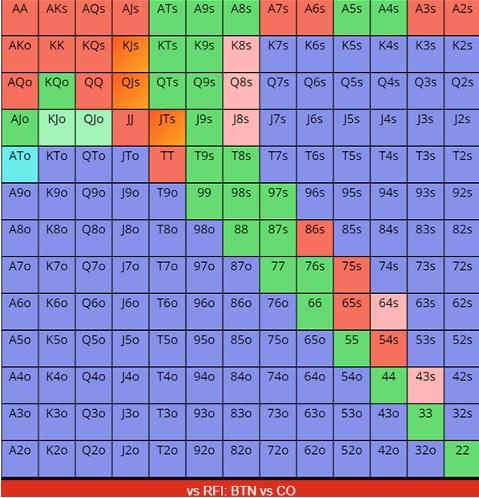 AA AKs AQs AJs ATs A9s A8s A7s A6s A5s A4s A3s A2s
AKo KK KQs KJs KTs K9s K8s K7s K6s K5s K4s K3s K2s
AQo KQo QQ QJs QTs Q9s Q8s Q7s Q6s Q5s Q4s Q3s Q2s
AJo KJo QJo JJ JTs J9s J8s J7s J6s J5s J4s J3s J2s
ATo KTo QTo JTo TT T9s T8s T7s T6s T5s T4s T3s T2s
A9o K9o Q9o J9o T9o 99 98s 97s 96s 95s 94s 93s 92s
A8o K8o Q8o J8o T8o 98o 88 87s 86s 85s 84s 83s 82s
A7o K7o Q7o J7o T7o 97o 87o 77 76s 75s 74s 73s 72s
A6o K6o Q6o J6o T6o 96o 86o 76o 66 65s 64s 63s 62s
A5o K5o Q5o J5o T5o 95o 85o 75o 65o 55 54s 53s 52s
A4o K4o Q4o J4o T4o 94o 84o 74o 64o 54o 44 43s 42s
A3o K3o Q3o J3o T3o 93o 83o 73o 63o 53o 43o 33 32s
A2o K2o Q2o J2o T2o 92o 82o 72o 62o 52o 42o 32o 22
vs RFI: BTN vs CO